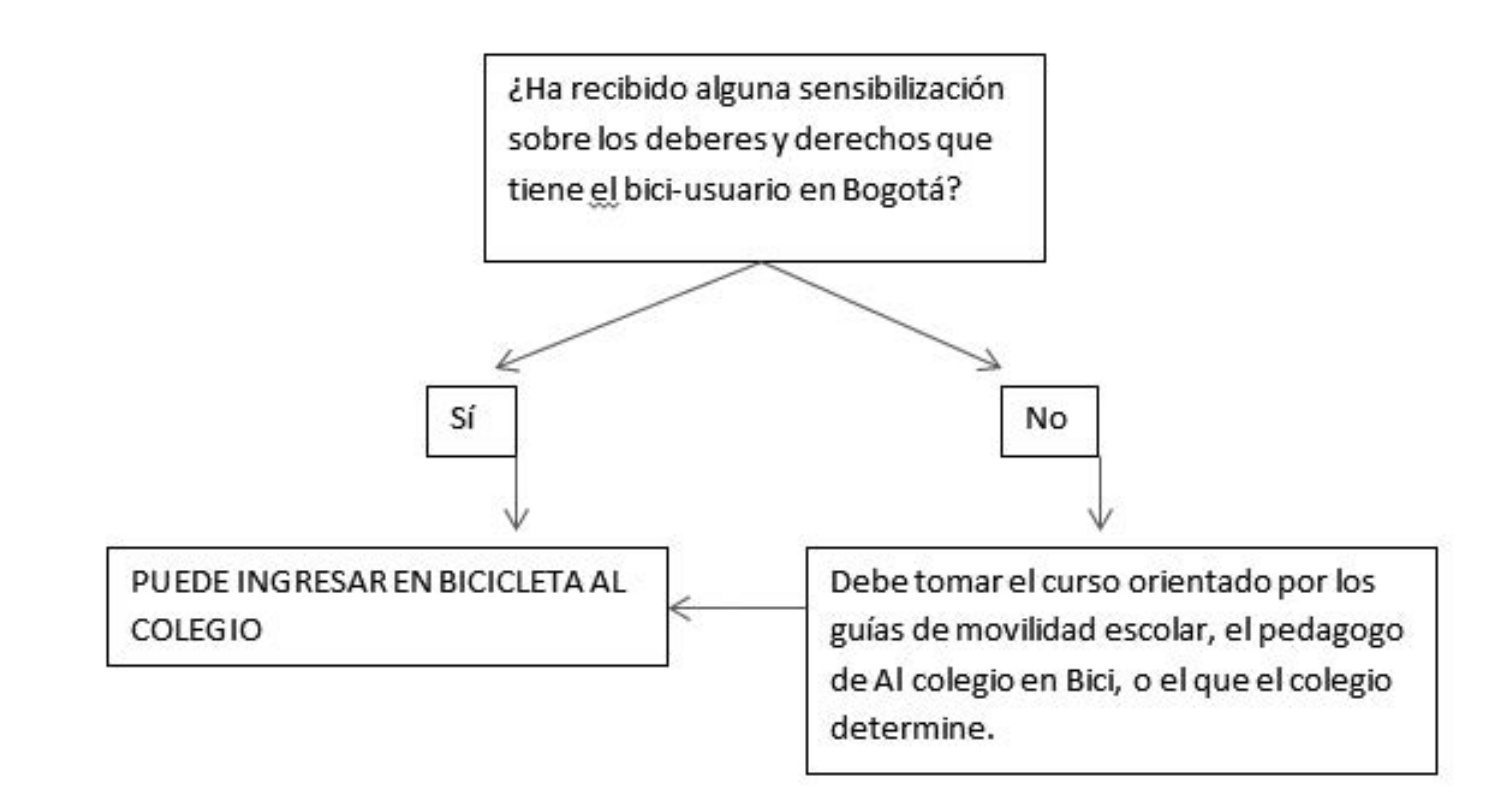 ¿Ha recibido alguna sensibilización
sobre los deberes y derechos que
tiene el bici-usuario en Bogotá?
Sí
No
PUEDE INGRESAR EN BICICLETA AL
COLEGIO
Debe tomar el curso orientado por los
guías de movilidad escolar, el pedagogo
de Al colegio en Bici, o el que el colegio
determine.